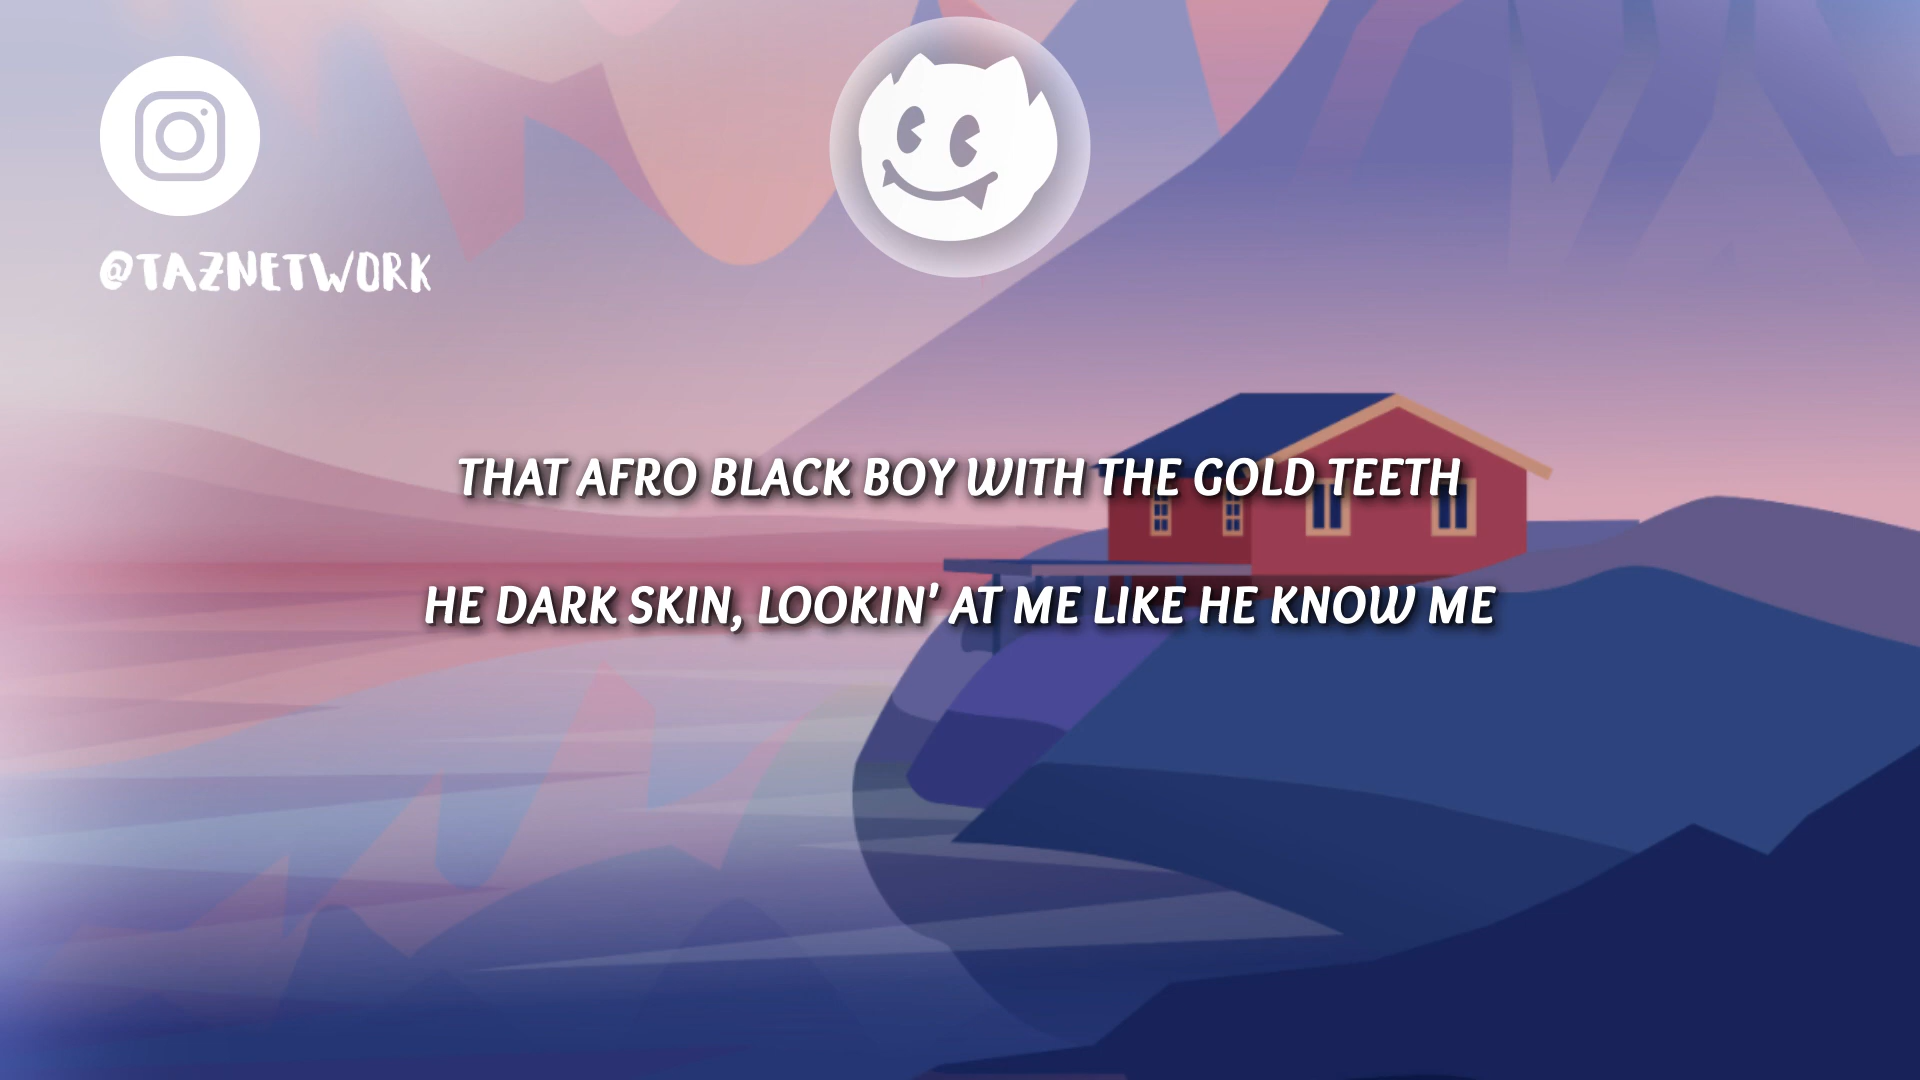 @TAZNETWORK
THAT AFRO BLACK BOY WITH THE GOLD TEETH
HE DARK SKIN, LOOKIN' AT ME LIKE HE KNOW ME